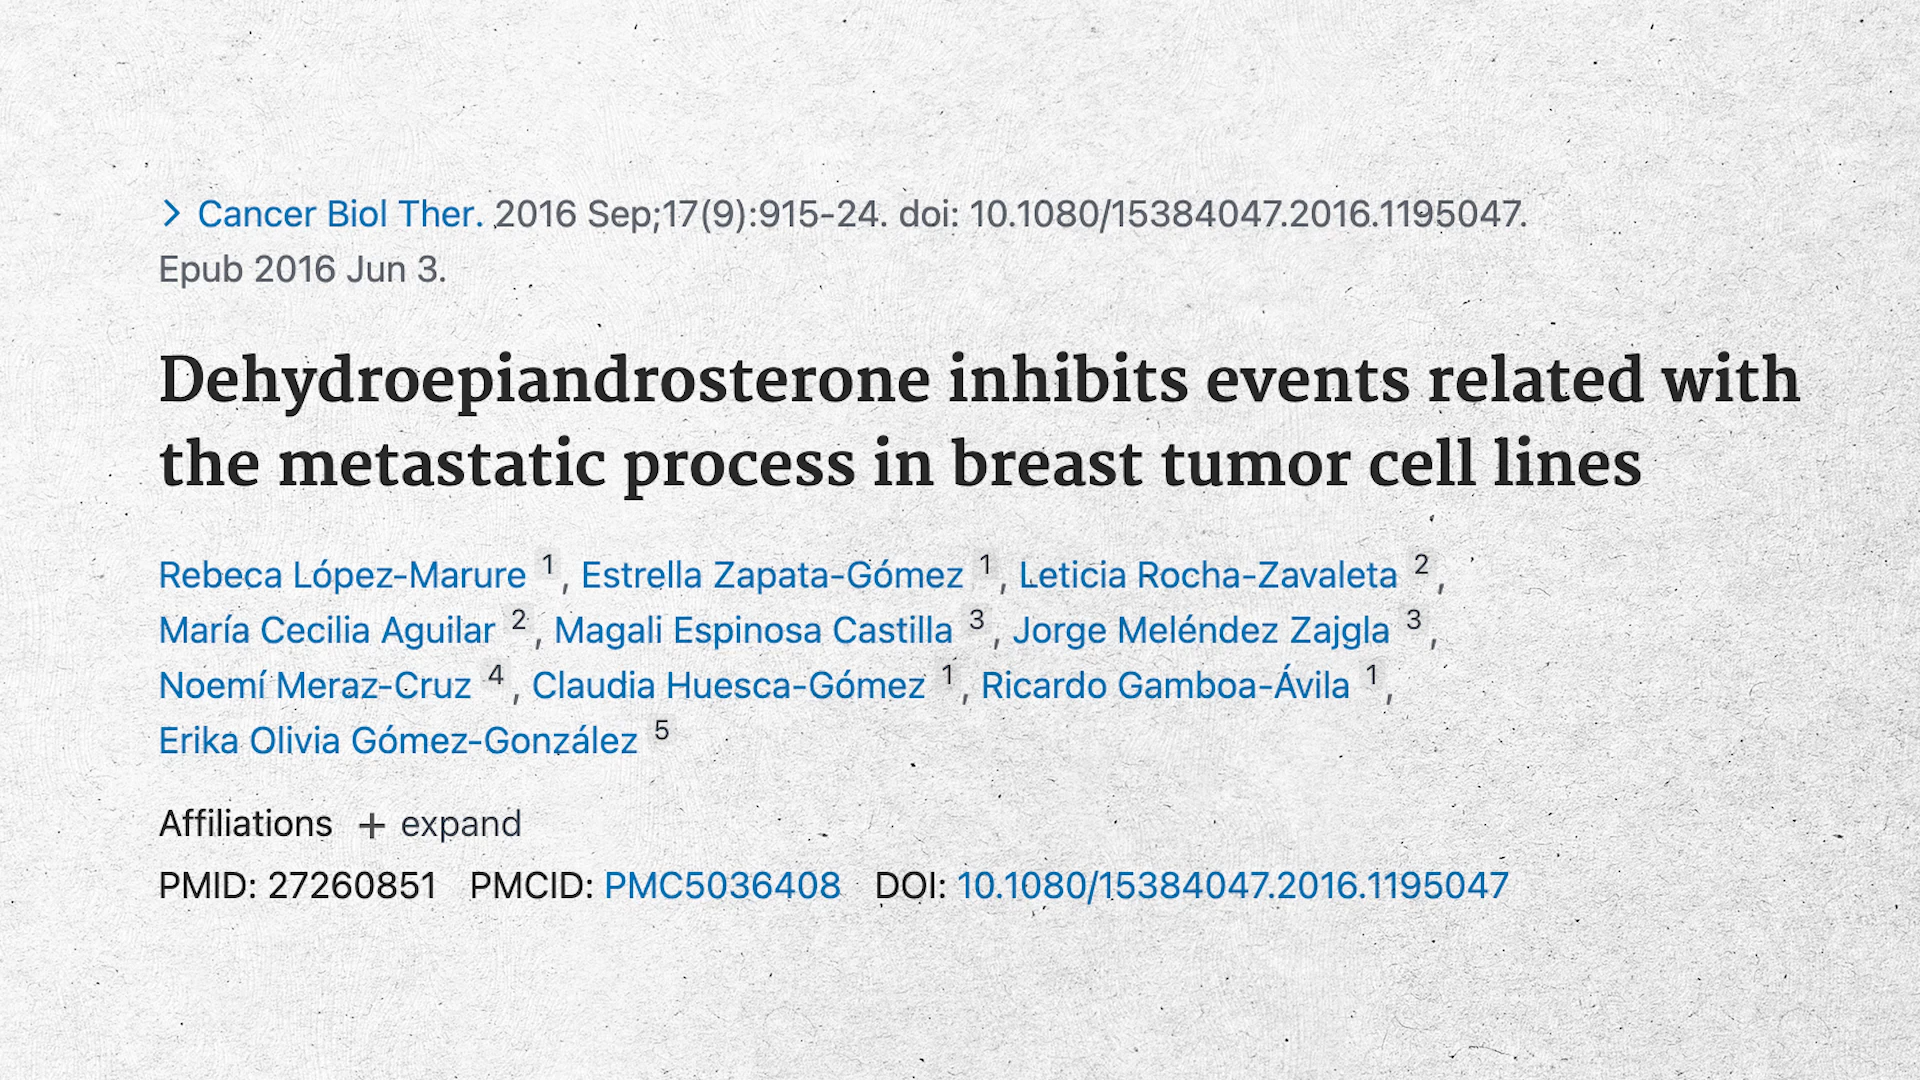 > Cancer Biol Ther. 2016 Sep;17(9):915-24. doi: 10.1080/15384047.2016.1195047.
Epub 2016 Jun 3.
Dehydroepiandrosterone inhibits events related with
the metastatic process in breast tumor cell lines
Rebeca López-Marure 1, Estrella Zapata-Gómez 1, Leticia Rocha-Zavaleta 2,
María Cecilia Aguilar 2, Magali Espinosa Castilla 3, Jorge Meléndez Zajgla 3,
Noemí Meraz-Cruz 4, Claudia Huesca-Gómez 1, Ricardo Gamboa-Ávila 1,
Erika Olivia Gómez-González 5
Affiliations + expand
PMID: 27260851 PMCID: PMC5036408 DOI: 10.1080/15384047.2016.1195047